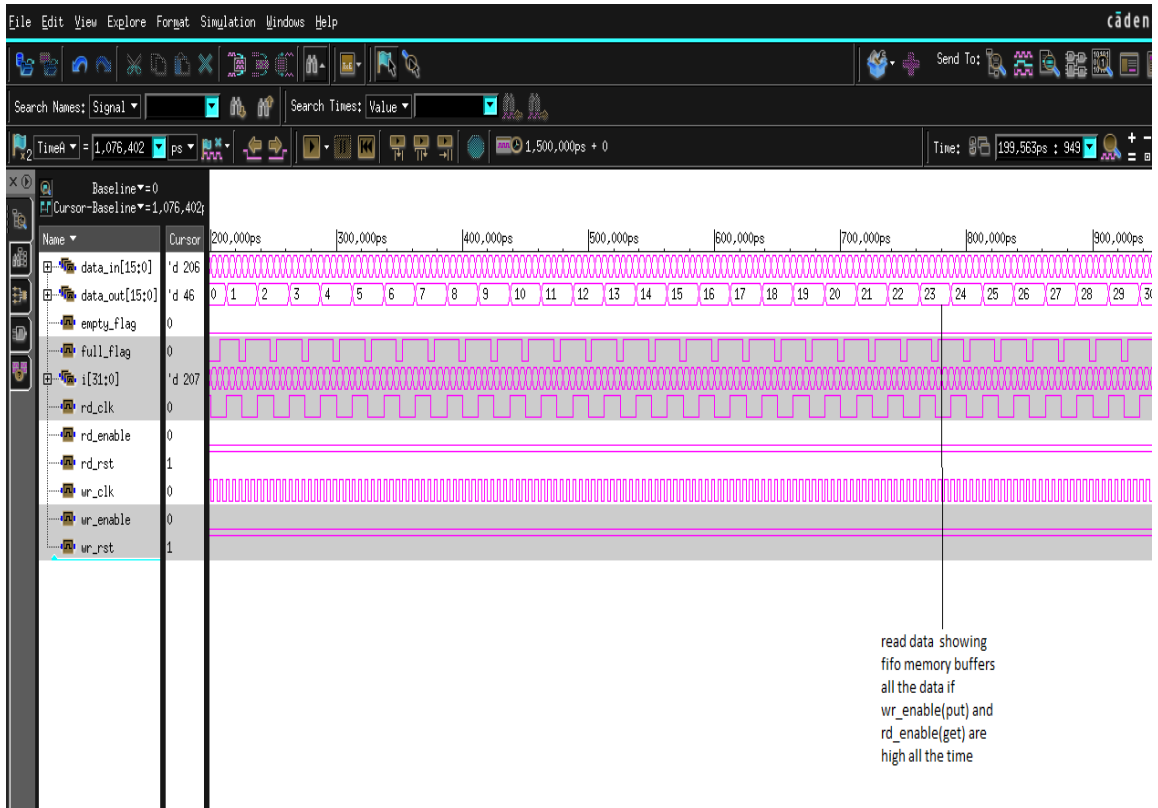 File Edit View Explore Format Simulation Windows Help
cāden
Send To:
Search Names: Signal
Search Times: Value
x2 TimeA = 1,076,402 ps
1,500,000ps + 0
Time: 199,563ps : 949
Baseline=0
Cursor-Baseline=1,076,402p
Name Cursor
200,000ps 300,000ps 400,000ps 500,000ps 600,000ps 700,000ps 800,000ps 900,000ps
data_in[15:0] 'd 206
data_out[15:0] 'd 46 0 1 2 3 4 5 6 7 8 9 10 11 12 13 14 15 16 17 18 19 20 21 22 23 24 25 26 27 28 29 30
empty_flag 0
full_flag 0
i[31:0] 'd 207
rd_clk 0
rd_enable 0
rd_rst 1
wr_clk 0
wr_enable 0
wr_rst 1
read data showing
fifo memory buffers
all the data if
wr_enable(put) and
rd_enable(get) are
high all the time